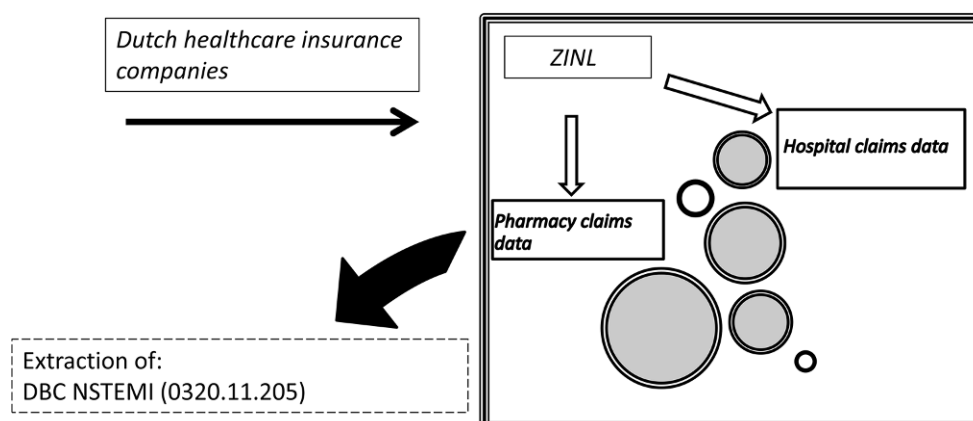 Dutch healthcare insurance
companies
ZINL
Hospital claims data
Pharmacy claims
data
Extraction of:
DBC NSTEMI (0320.11.205)